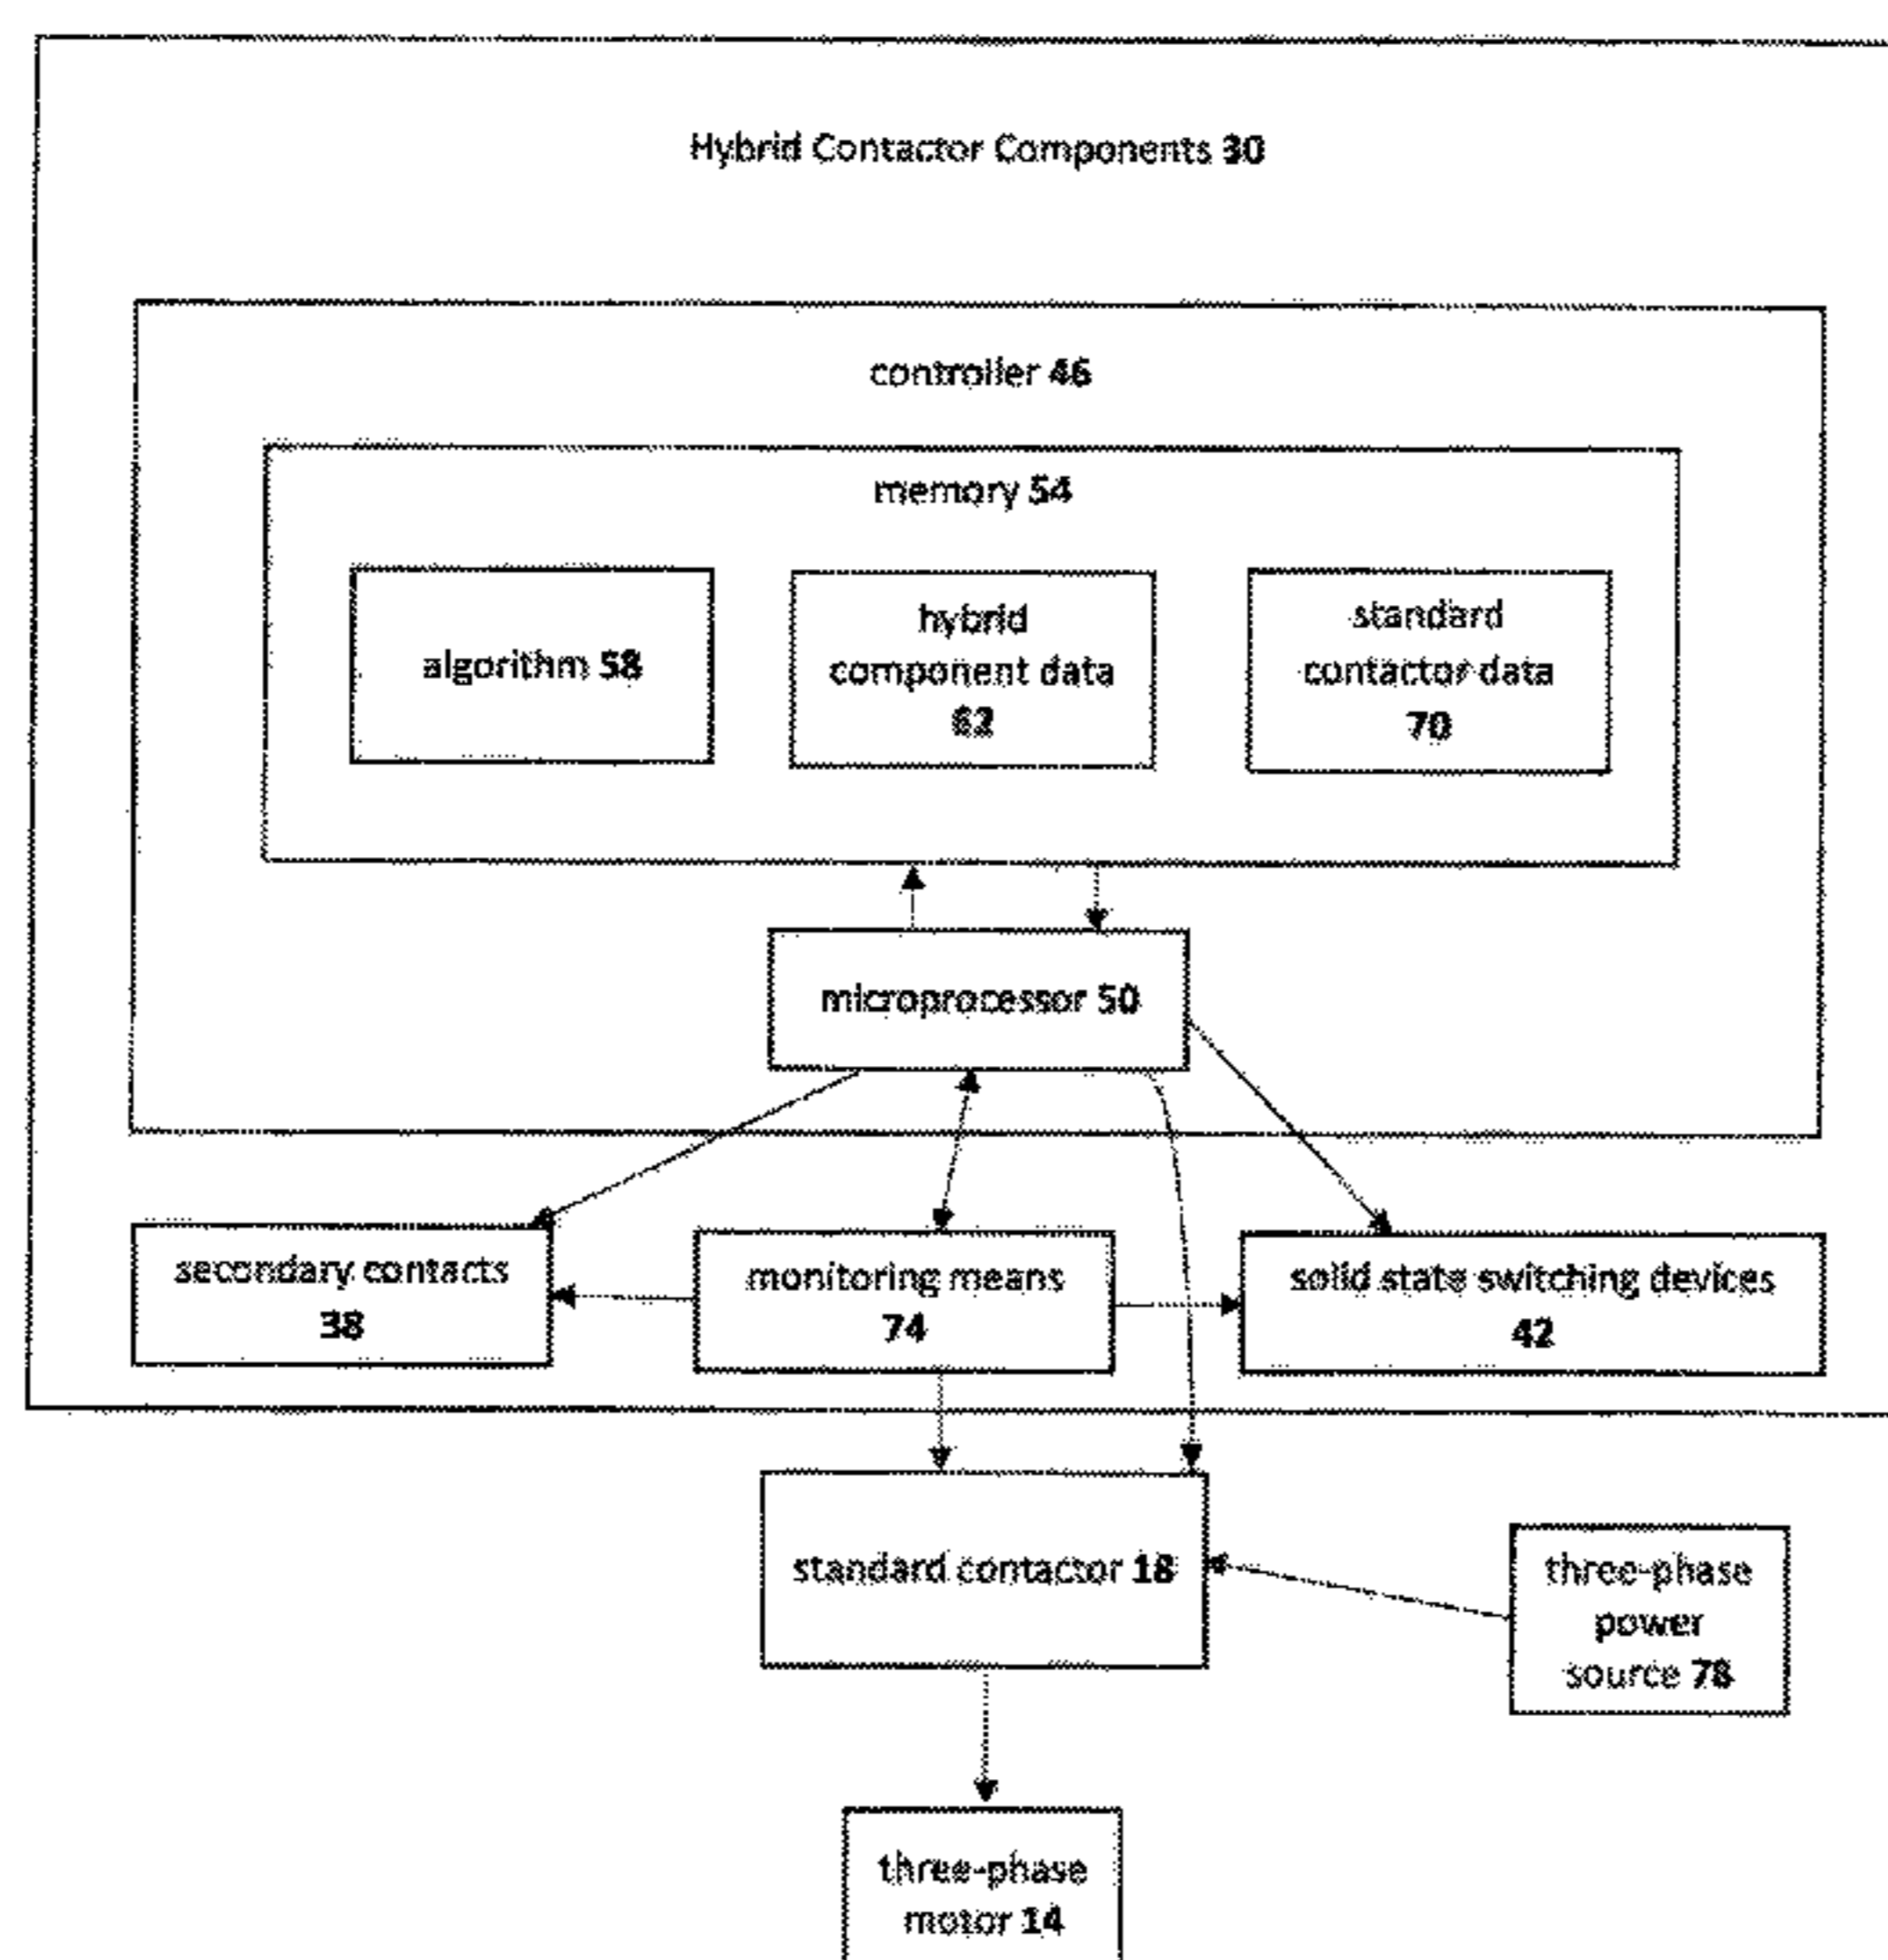 Hybrid Contactor Components 30
controller 46
memory 54
algorithm 58
hybrid
component data
62
standard
contactor data
70
microprocessor 50
secondary contacts
38
monitoring means
74
solid state switching devices
42
standard contactor 18
three-phase
power
source 78
three-phase
motor 14